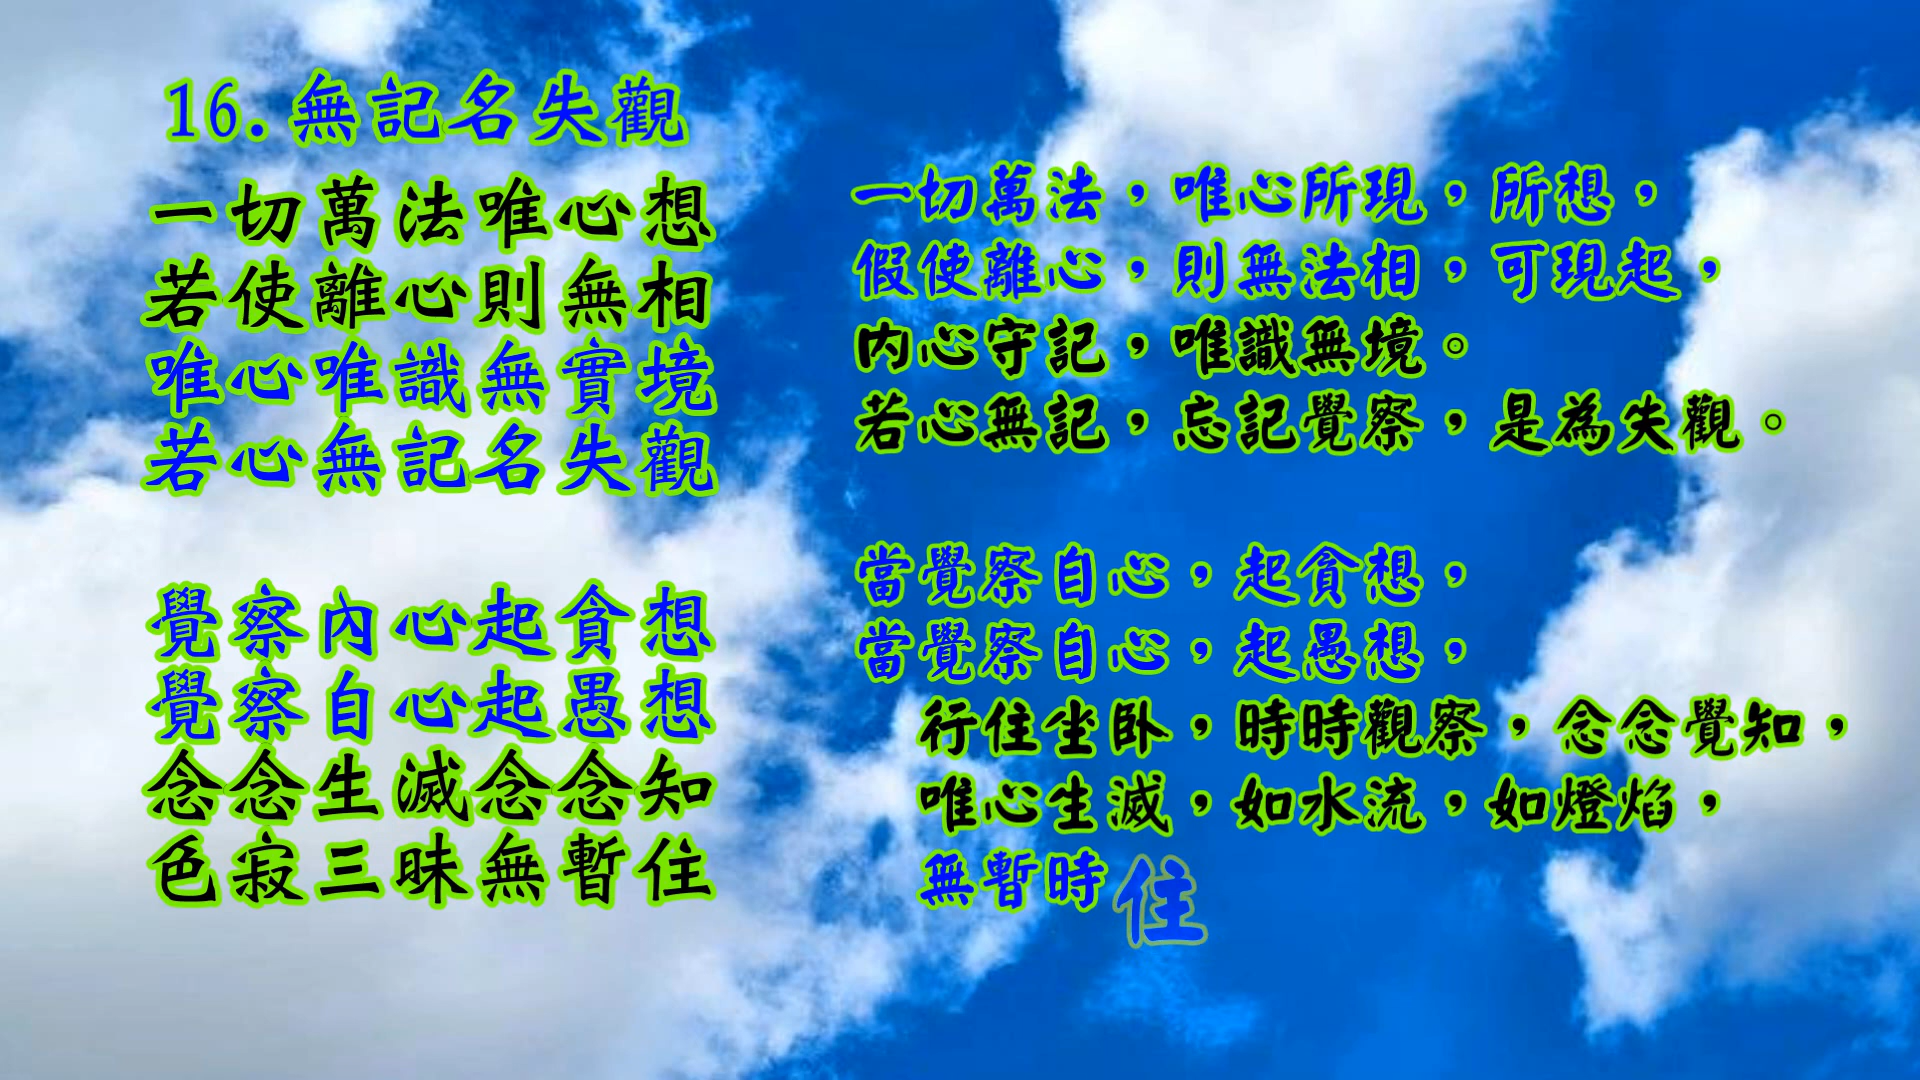 16.無記名失觀
一切萬法唯心想
若使離心則無相
唯心唯識無實境
若心無記名失觀
覺察內心起貪想
覺察自心起愚想
念念生滅念念知
色寂三昧無暫住
一切萬法，唯心所現，所想，
假使離心，則無法相，可現起，
內心守記，唯識無境。
若心無記，忘記覺察，是為失觀。
當覺察自心，起貪想，
當覺察自心，起愚想，
行住坐臥，時時觀察，念念覺知，
唯心生滅，如水流，如燈焰，
無暫時住